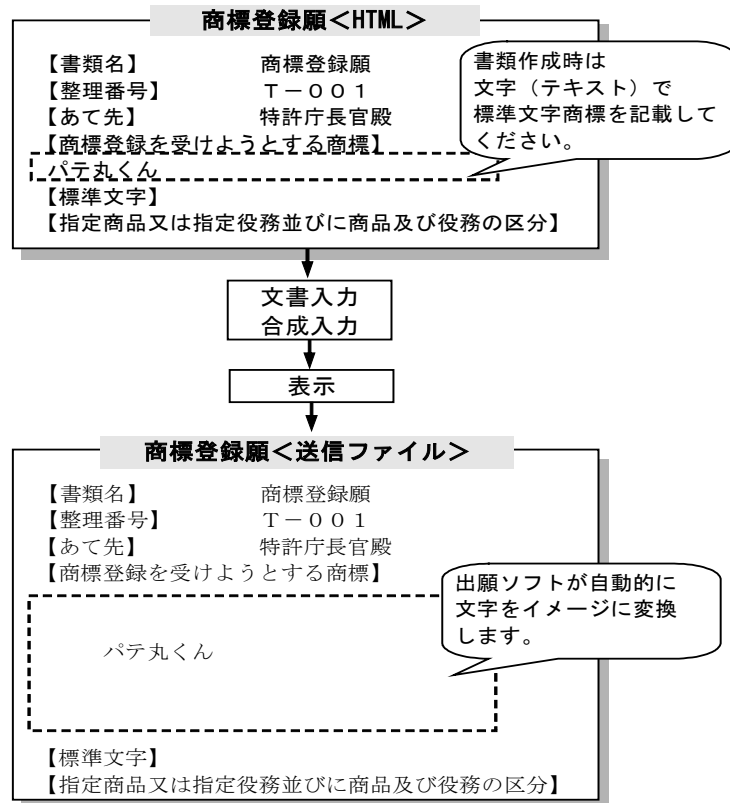 商標登録願＜HTML＞
【書類名】　　　　商標登録願
【整理番号】　　　Ｔ－００１
【あて先】　　　　特許庁長官殿
【商標登録を受けようとする商標】
パテ丸くん
【標準文字】
【指定商品又は指定役務並びに商品及び役務の区分】
書類作成時は
文字（テキスト）で
標準文字商標を記載して
ください。
文書入力
合成入力
表示
商標登録願＜送信ファイル＞
【書類名】　　　　商標登録願
【整理番号】　　　Ｔ－００１
【あて先】　　　　特許庁長官殿
【商標登録を受けようとする商標】
パテ丸くん
出願ソフトが自動的に
文字をイメージに変換
します。
【標準文字】
【指定商品又は指定役務並びに商品及び役務の区分】